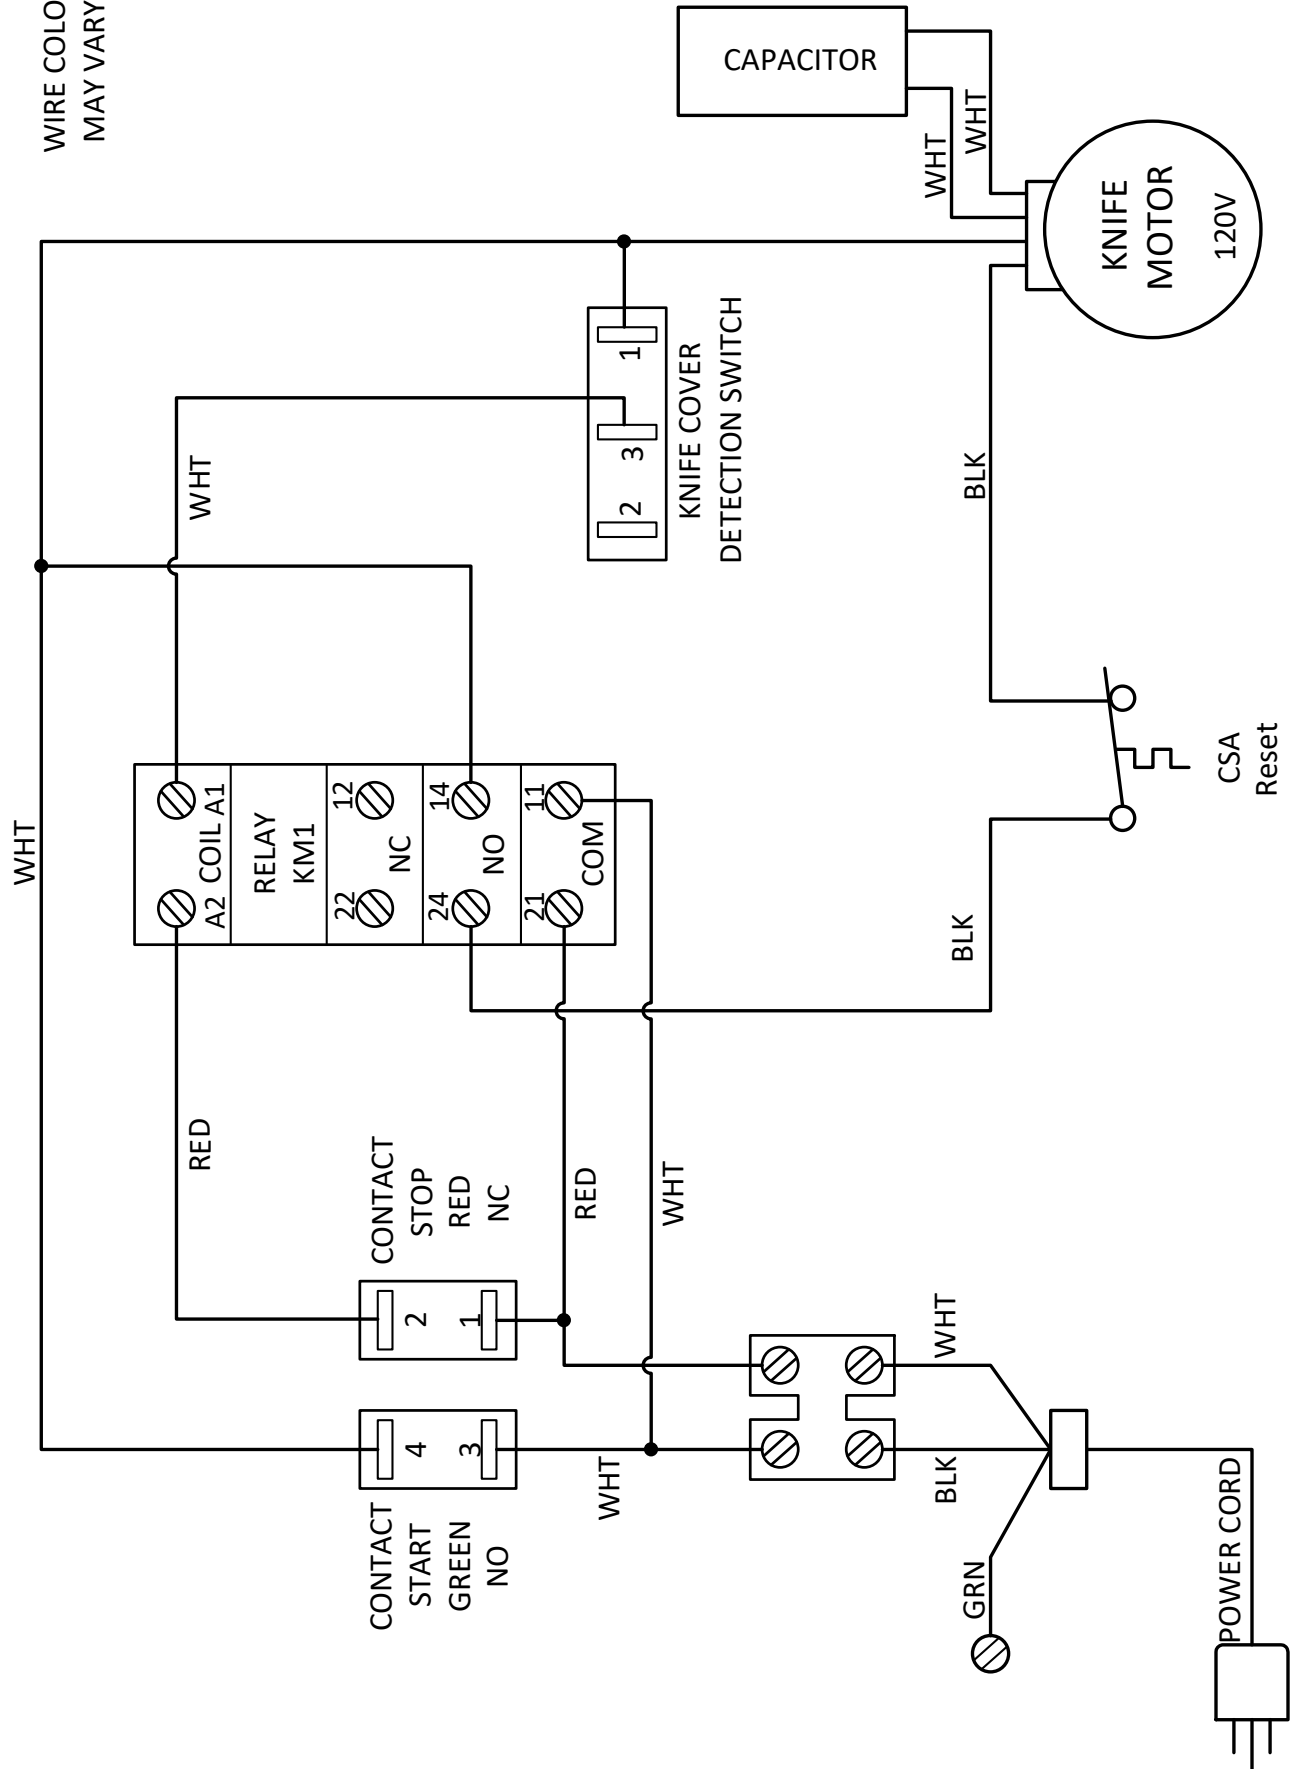 WIRE COLO
MAY VARY
CAPACITOR
WHT
WHT
KNIFE
MOTOR
120V
WHT
1
3
2
KNIFE COVER
DETECTION SWITCH
BLK
WHT
A2 COIL A1
RELAY
KM1
22
12
NC
24
14
NO
21
11
COM
CSA
Reset
BLK
RED
CONTACT
STOP
RED
NC
2
1
RED
WHT
CONTACT
START
GREEN
NO
4
3
WHT
WHT
BLK
GRN
POWER CORD